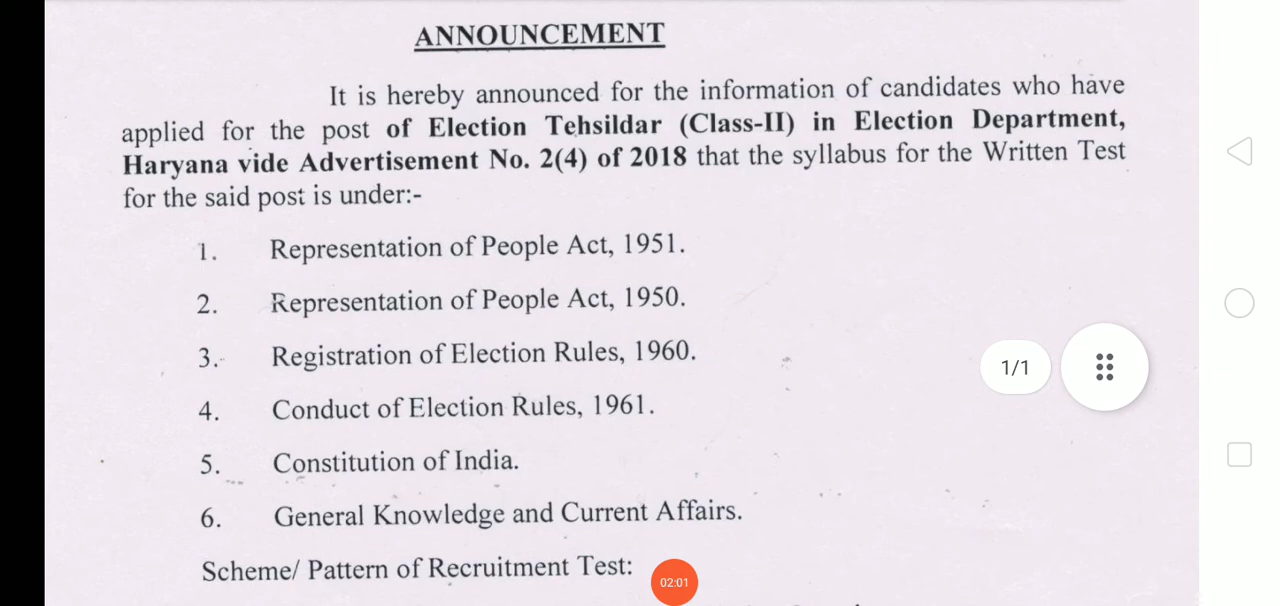 ANNOUNCEMENT
It is hereby announced for the information of candidates who have
applied for the post of Election Tehsildar (Class-II) in Election Department,
Haryana vide Advertisement No. 2(4) of 2018 that the syllabus for the Written Test
for the said post is under:-
1. Representation of People Act, 1951.
2. Representation of People Act, 1950.
3. Registration of Election Rules, 1960.
1/1
4. Conduct of Election Rules, 1961.
5. Constitution of India.
6. General Knowledge and Current Affairs.
Scheme/ Pattern of Recruitment Test:
02:01